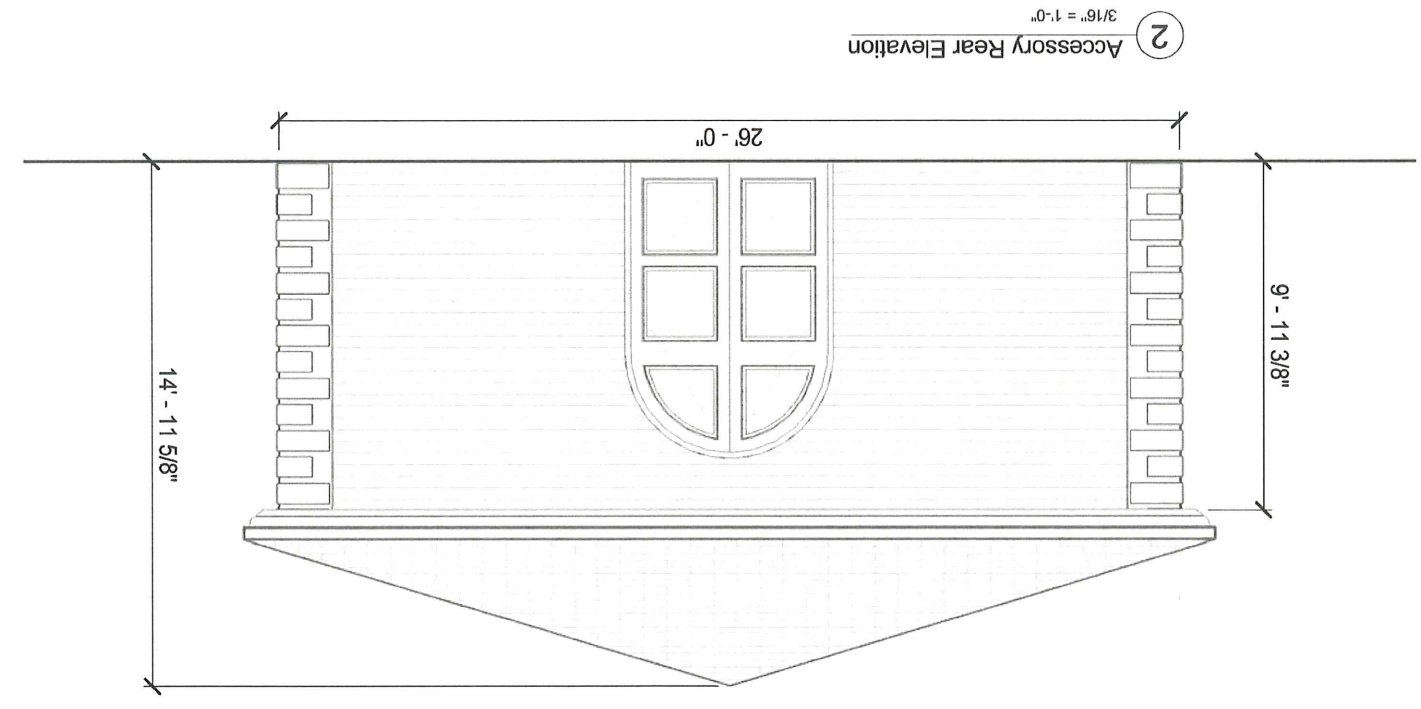 14' - 11 5/8"
9' - 11 3/8"
26' - 0"
2
Accessory Rear Elevation
3/16" = 1'-0"